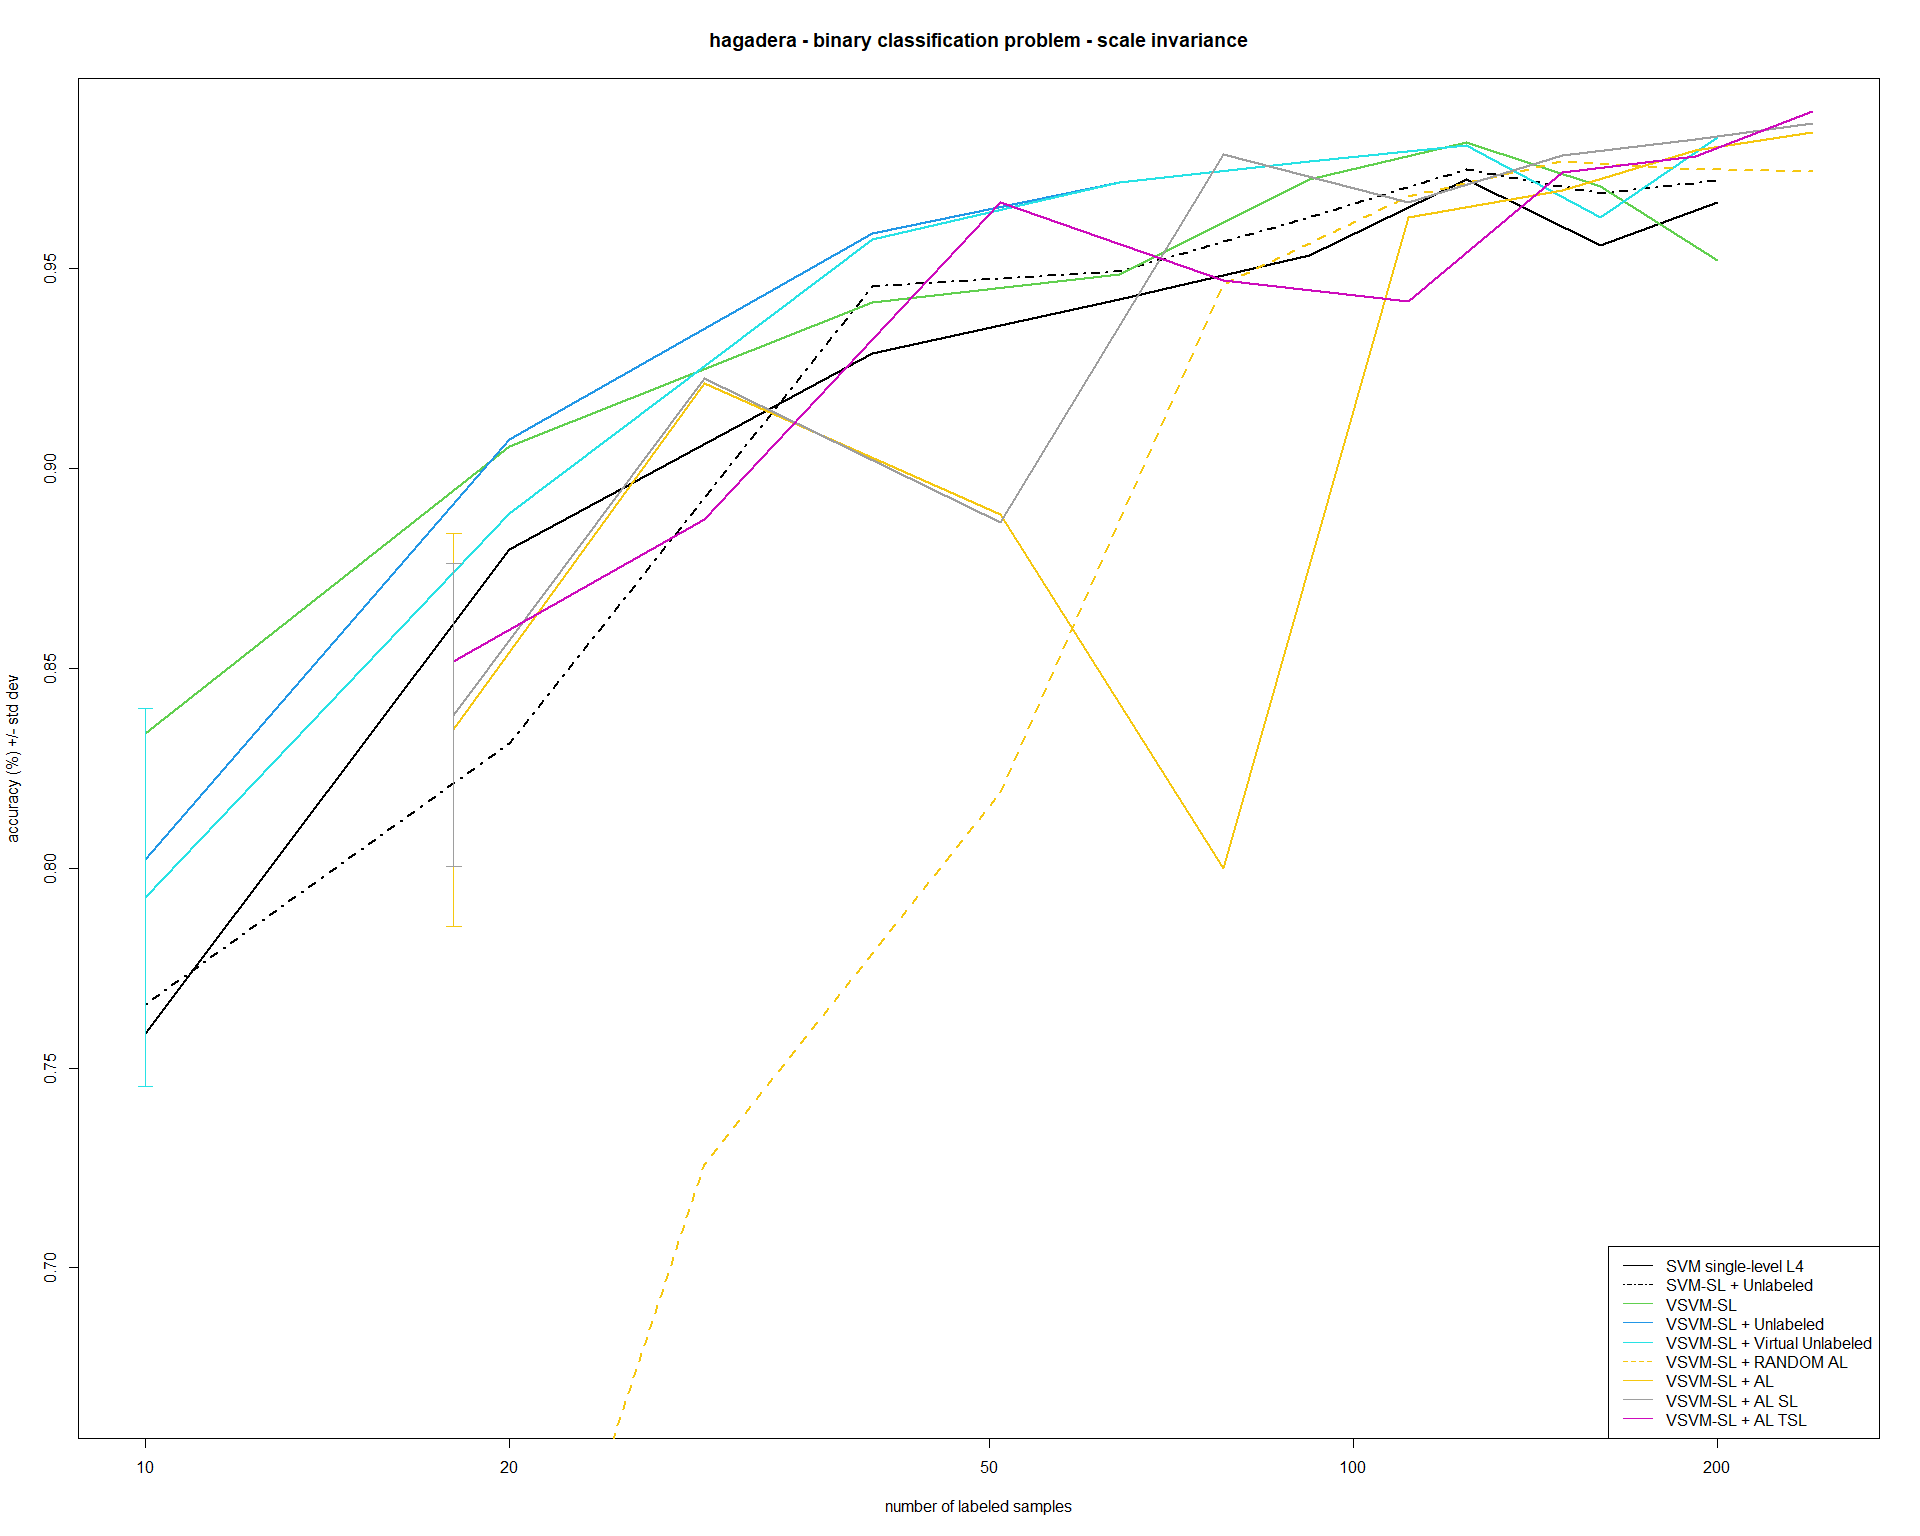 hagadera - binary classification problem - scale invariance
accuracy (%) +/- std dev
0.95
0.90
0.85
0.80
0.75
0.70
10
20
50
100
200
number of labeled samples
SVM single-level L4
SVM-SL + Unlabeled
VSVM-SL
VSVM-SL + Unlabeled
VSVM-SL + Virtual Unlabeled
VSVM-SL + RANDOM AL
VSVM-SL + AL
VSVM-SL + AL SL
VSVM-SL + AL TSL